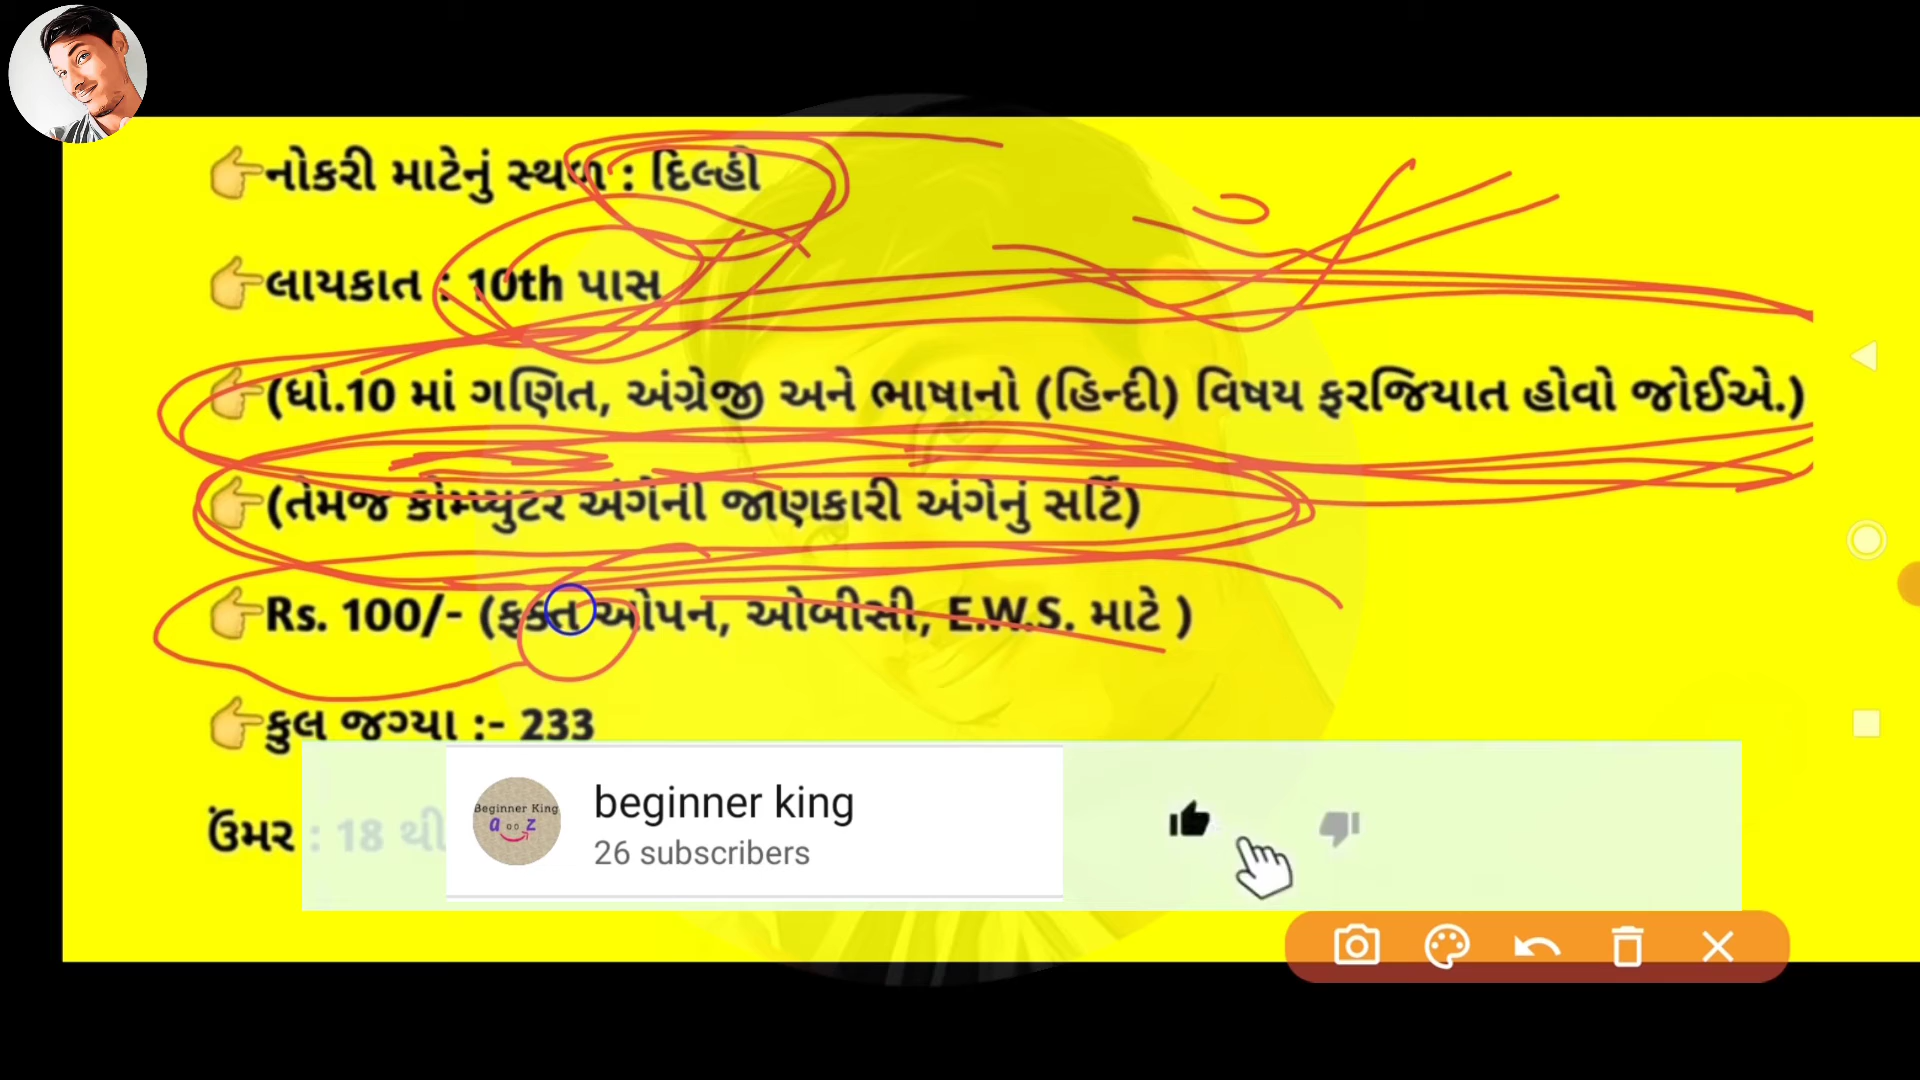 👉નોકરી માટેનું સ્થળ : દિલ્હી
👉લાયકાત : 10th પાસ
👉(ધો.10 માં ગણિત, અંગ્રેજી અને ભાષાનો (હિન્દી) વિષય ફરજિયાત હોવો જોઈએ.)
👉(તેમજ કોમ્પ્યુટર અંગેની જાણકારી અંગેનું સર્ટિ)
👉Rs. 100/- (ફક્ત ઓપન, ઓબીસી, E.W.S. માટે )
👉કુલ જગ્યા :- 233
ઉંમર : 18 થી
Beginner King
a oo z
beginner king
26 subscribers